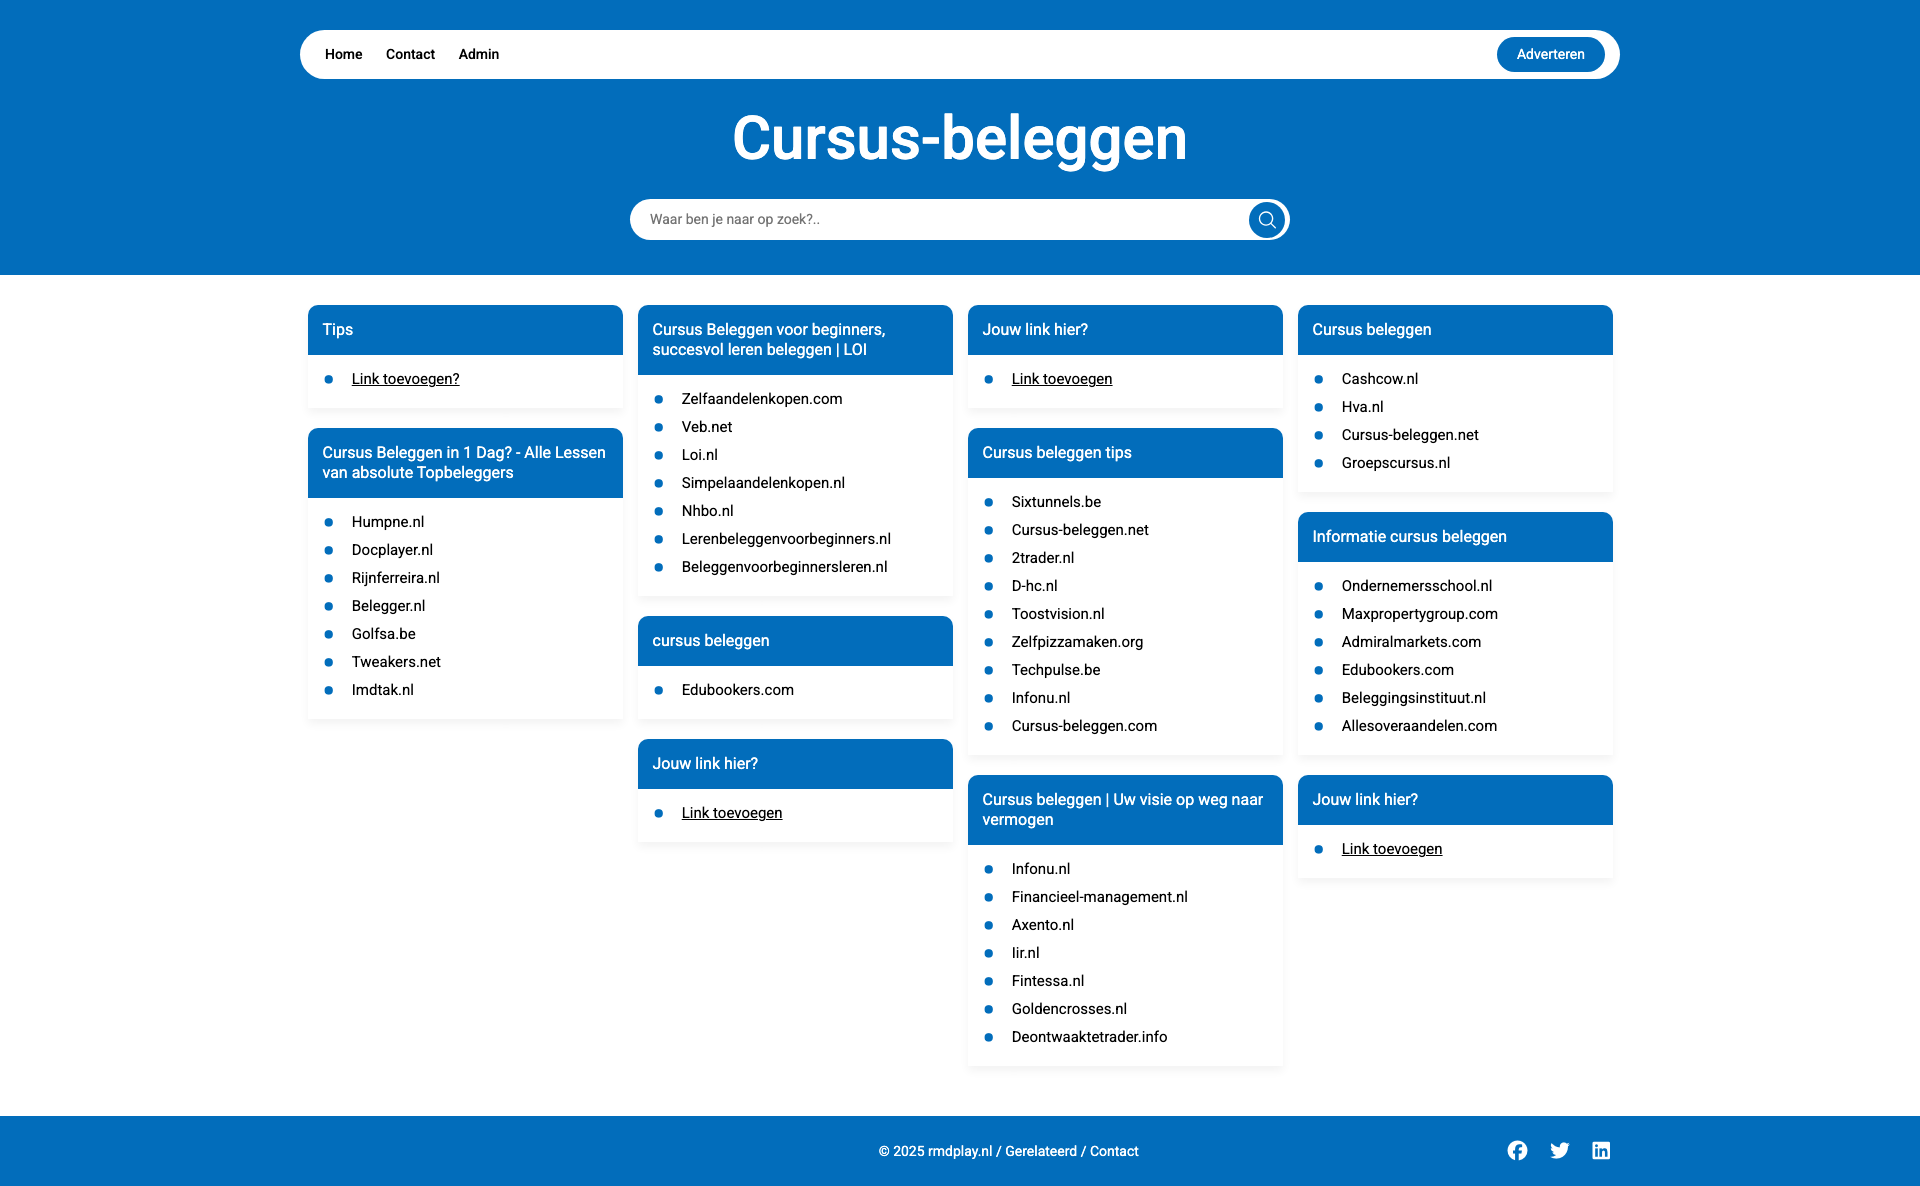 Home Contact Admin Adverteren
Cursus-beleggen
Waar ben je naar op zoek?..
Tips
Link toevoegen?
Cursus Beleggen in 1 Dag? - Alle Lessen
van absolute Topbeleggers
Humpne.nl
Docplayer.nl
Rijnferreira.nl
Belegger.nl
Golfsa.be
Tweakers.net
Imdtak.nl
Cursus Beleggen voor beginners,
succesvol leren beleggen | LOI
Zelfaandelenkopen.com
Veb.net
Loi.nl
Simpelaandelenkopen.nl
Nhbo.nl
Lerenbeleggenvoorbeginners.nl
Beleggenvoorbeginnersleren.nl
cursus beleggen
Edubookers.com
Jouw link hier?
Link toevoegen
Jouw link hier?
Link toevoegen
Cursus beleggen tips
Sixtunnels.be
Cursus-beleggen.net
2trader.nl
D-hc.nl
Toostvision.nl
Zelfpizzamaken.org
Techpulse.be
Infonu.nl
Cursus-beleggen.com
Cursus beleggen | Uw visie op weg naar
vermogen
Infonu.nl
Financieel-management.nl
Axento.nl
Iir.nl
Fintessa.nl
Goldencrosses.nl
Deontwaaktetrader.info
Cursus beleggen
Cashcow.nl
Hva.nl
Cursus-beleggen.net
Groepscursus.nl
Informatie cursus beleggen
Ondernemersschool.nl
Maxpropertygroup.com
Admiralmarkets.com
Edubookers.com
Beleggingsinstituut.nl
Allesoveraandelen.com
Jouw link hier?
Link toevoegen
© 2025 rmdplay.nl / Gerelateerd / Contact